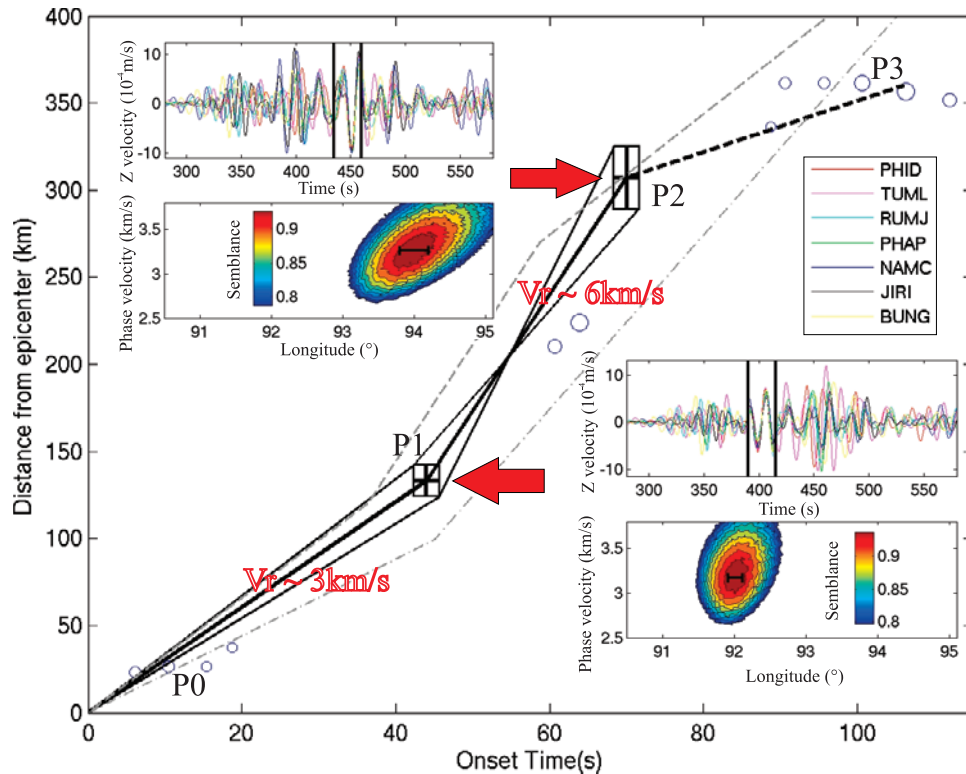 400
350
300
250
200
150
100
50
0
Distance from epicenter (km)
0
20
40
60
80
100
Onset Time(s)
Z velocity (10⁻⁴m/s)
10
0
-10
300
350
400
450
500
550
Time (s)
Phase velocity (km/s)
3.5
3
2.5
Semblance
0.9
0.85
0.8
91
92
93
94
95
Longitude (°)
P3
P2
PHID
TUML
RUMJ
PHAP
NAMC
JIRI
BUNG
Vr ~ 6km/s
P1
Z velocity (10⁻⁴m/s)
10
0
-10
300
350
400
450
500
550
Time (s)
Vr ~ 3km/s
Phase velocity (km/s)
3.5
3
2.5
Semblance
0.9
0.85
0.8
91
92
93
94
95
Longitude (°)
P0